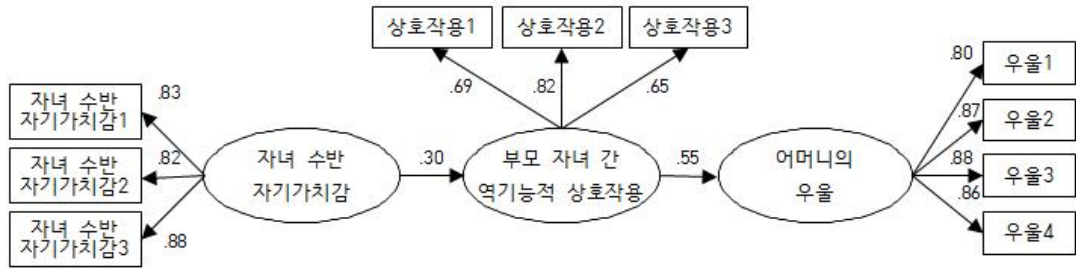 상호작용1
상호작용2
상호작용3
.69
.82
.65
자녀 수반
자기가치감1
자녀 수반
자기가치감2
자녀 수반
자기가치감3
.83
.82
.88
자녀 수반
자기가치감
.30
부모 자녀 간
역기능적 상호작용
.55
어머니의
우울
.80
.87
.88
.86
우울1
우울2
우울3
우울4